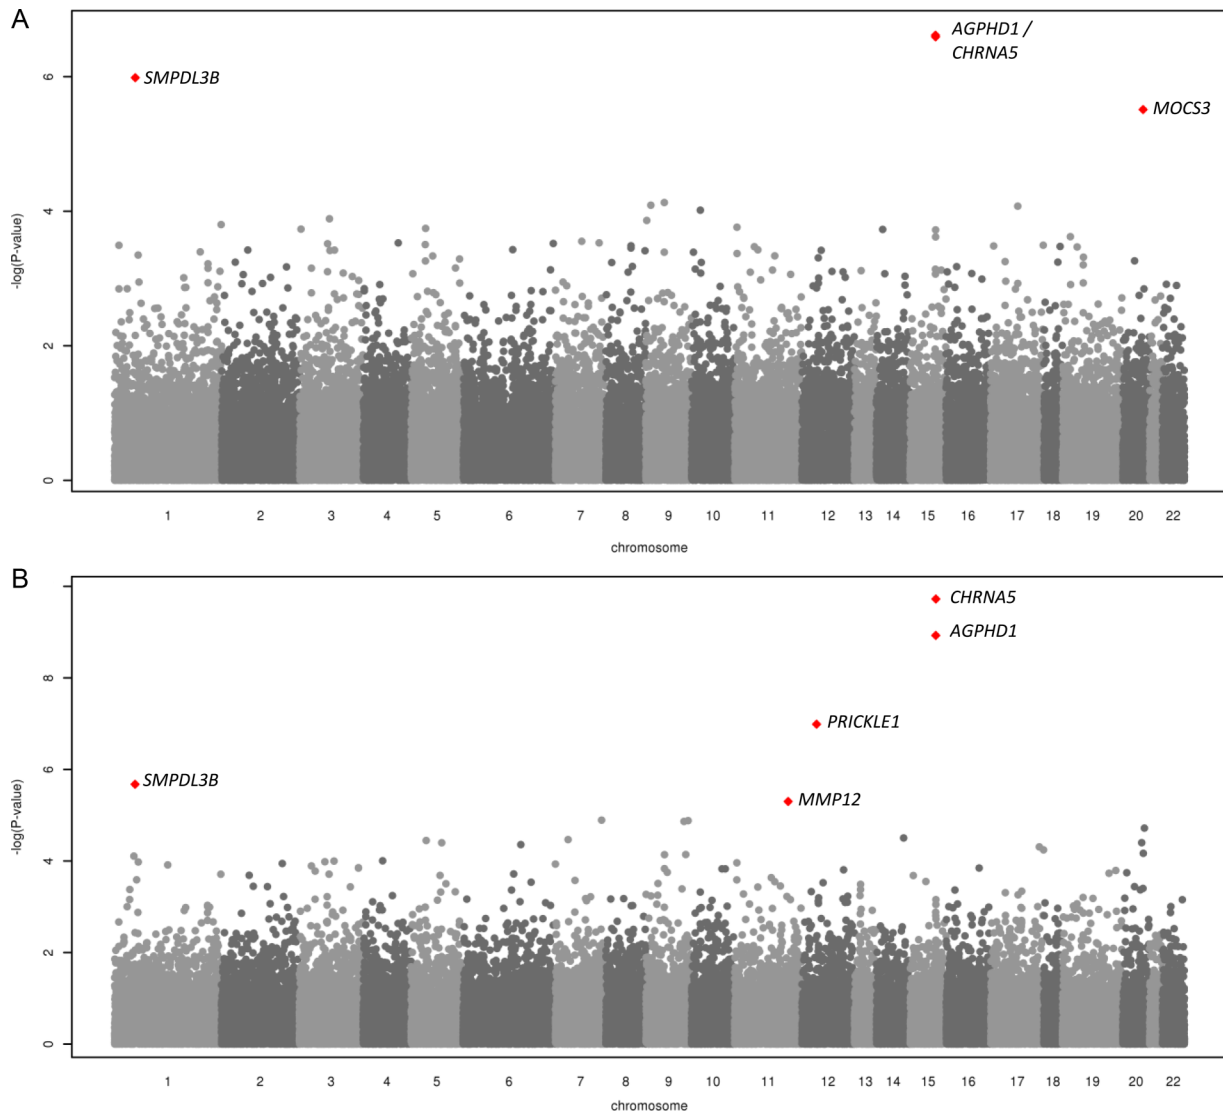 A
AGPHD1 /
CHRNA5
SMPDL3B
MOCS3
6
4
2
0
-log(P-value)
1 2 3 4 5 6 7 8 9 10 11 12 13 14 15 16 17 18 19 20 22
chromosome
B
CHRNA5
AGPHD1
PRICKLE1
SMPDL3B
MMP12
8
6
4
2
0
-log(P-value)
1 2 3 4 5 6 7 8 9 10 11 12 13 14 15 16 17 18 19 20 22
chromosome